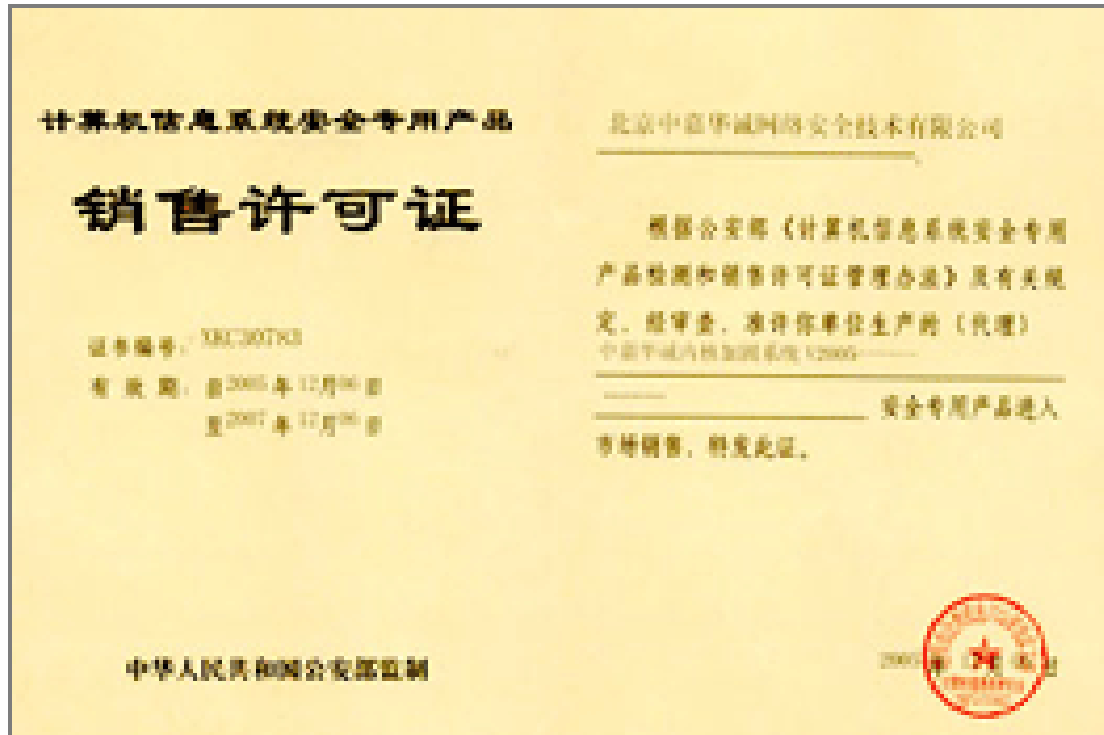 计算机信息系统安全专用产品
销售许可证
证书编号: XKC30783
有 效 期: 自2005年12月06日
至2007年12月06日
中华人民共和国公安部监制
北京中嘉华诚网络安全技术有限公司
根据公安部《计算机信息系统安全专用
产品检测和销售许可证管理办法》及有关规
定, 经审查, 准许你单位生产的(代理)
中嘉华诚内核加固系统 V2005
安全专用产品进入
市场销售, 特发此证。
2005年